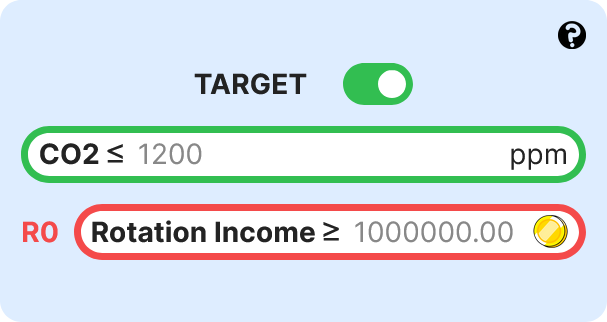 ?
TARGET
CO2 ≤ 1200 ppm
R0 Rotation Income ≥ 1000000.00